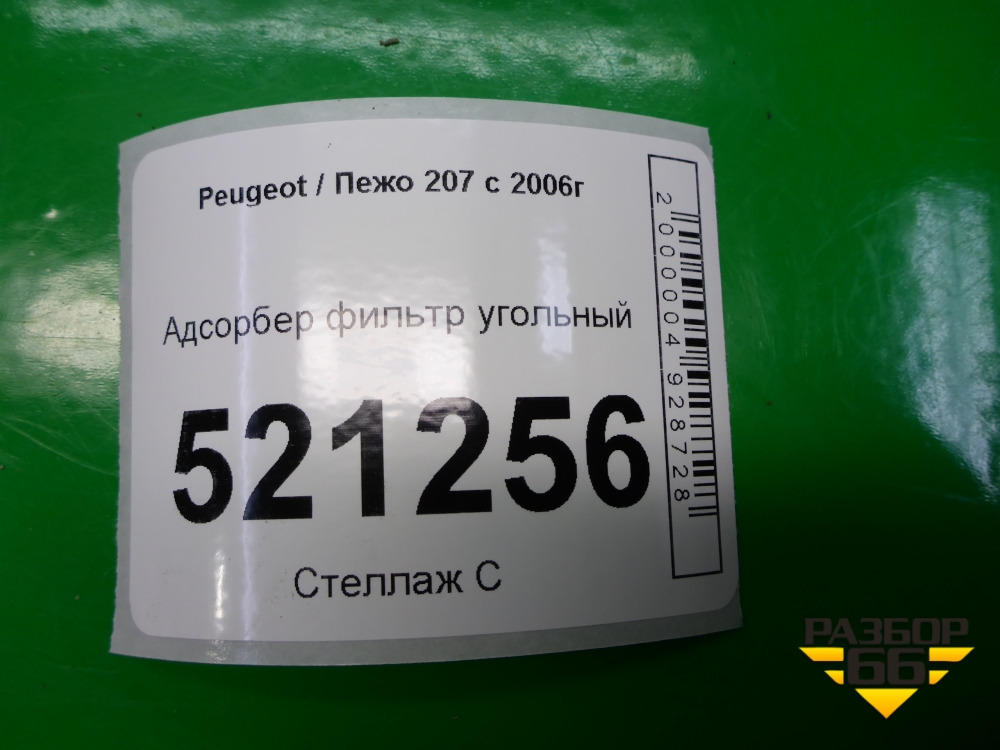 Peugeot / Пежо 207 с 2006г
Адсорбер фильтр угольный
521256
Стеллаж С
2000004928728
РАЗБОР
66